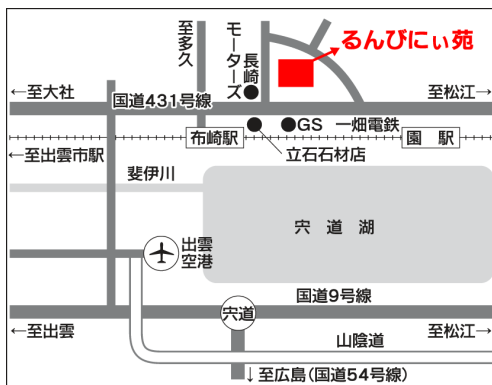 るんびにぃ苑
至多久
長崎
モーターズ
←至大社
国道431号線
至松江→
布崎駅
GS
一畑電鉄
園駅
←至出雲市駅
立石石材店
斐伊川
宍道湖
出雲
空港
国道9号線
宍道
←至出雲
山陰道
至松江→
↓至広島(国道54号線)